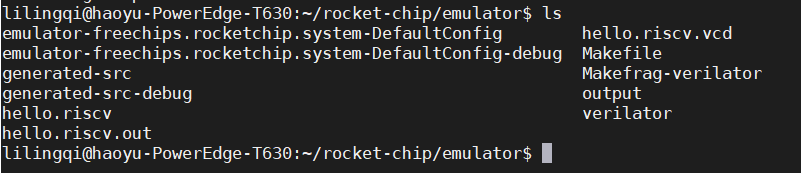 lilingqi@haoyu-PowerEdge-T630:~/rocket-chip/emulator$ ls
emulator-freechips.rocketchip.system-DefaultConfig        hello.riscv.vcd
emulator-freechips.rocketchip.system-DefaultConfig-debug  Makefile
generated-src                                             Makefrag-verilator
generated-src-debug                                       output
hello.riscv                                               verilator
hello.riscv.out
lilingqi@haoyu-PowerEdge-T630:~/rocket-chip/emulator$